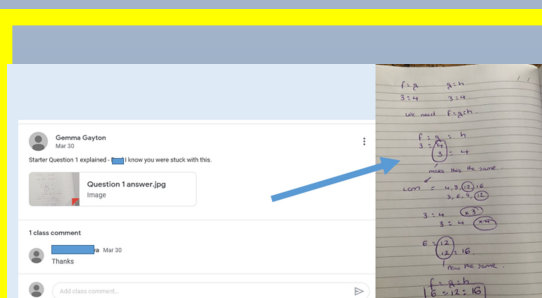 Gemma Gayton
Mar 30
Starter Question 1 explained - I know you were stuck with this.
Question 1 answer.jpg
Image
1 class comment
Mar 30
Thanks
Add class comment...
f:g g:h
3:4 3:4
we need f:g:h
f:g:h
3:4
3:4
make this the same
LCM = 4,8,12,16
3,6,9,12
3:4
3:4
12
12:16
now the same
f:g:h